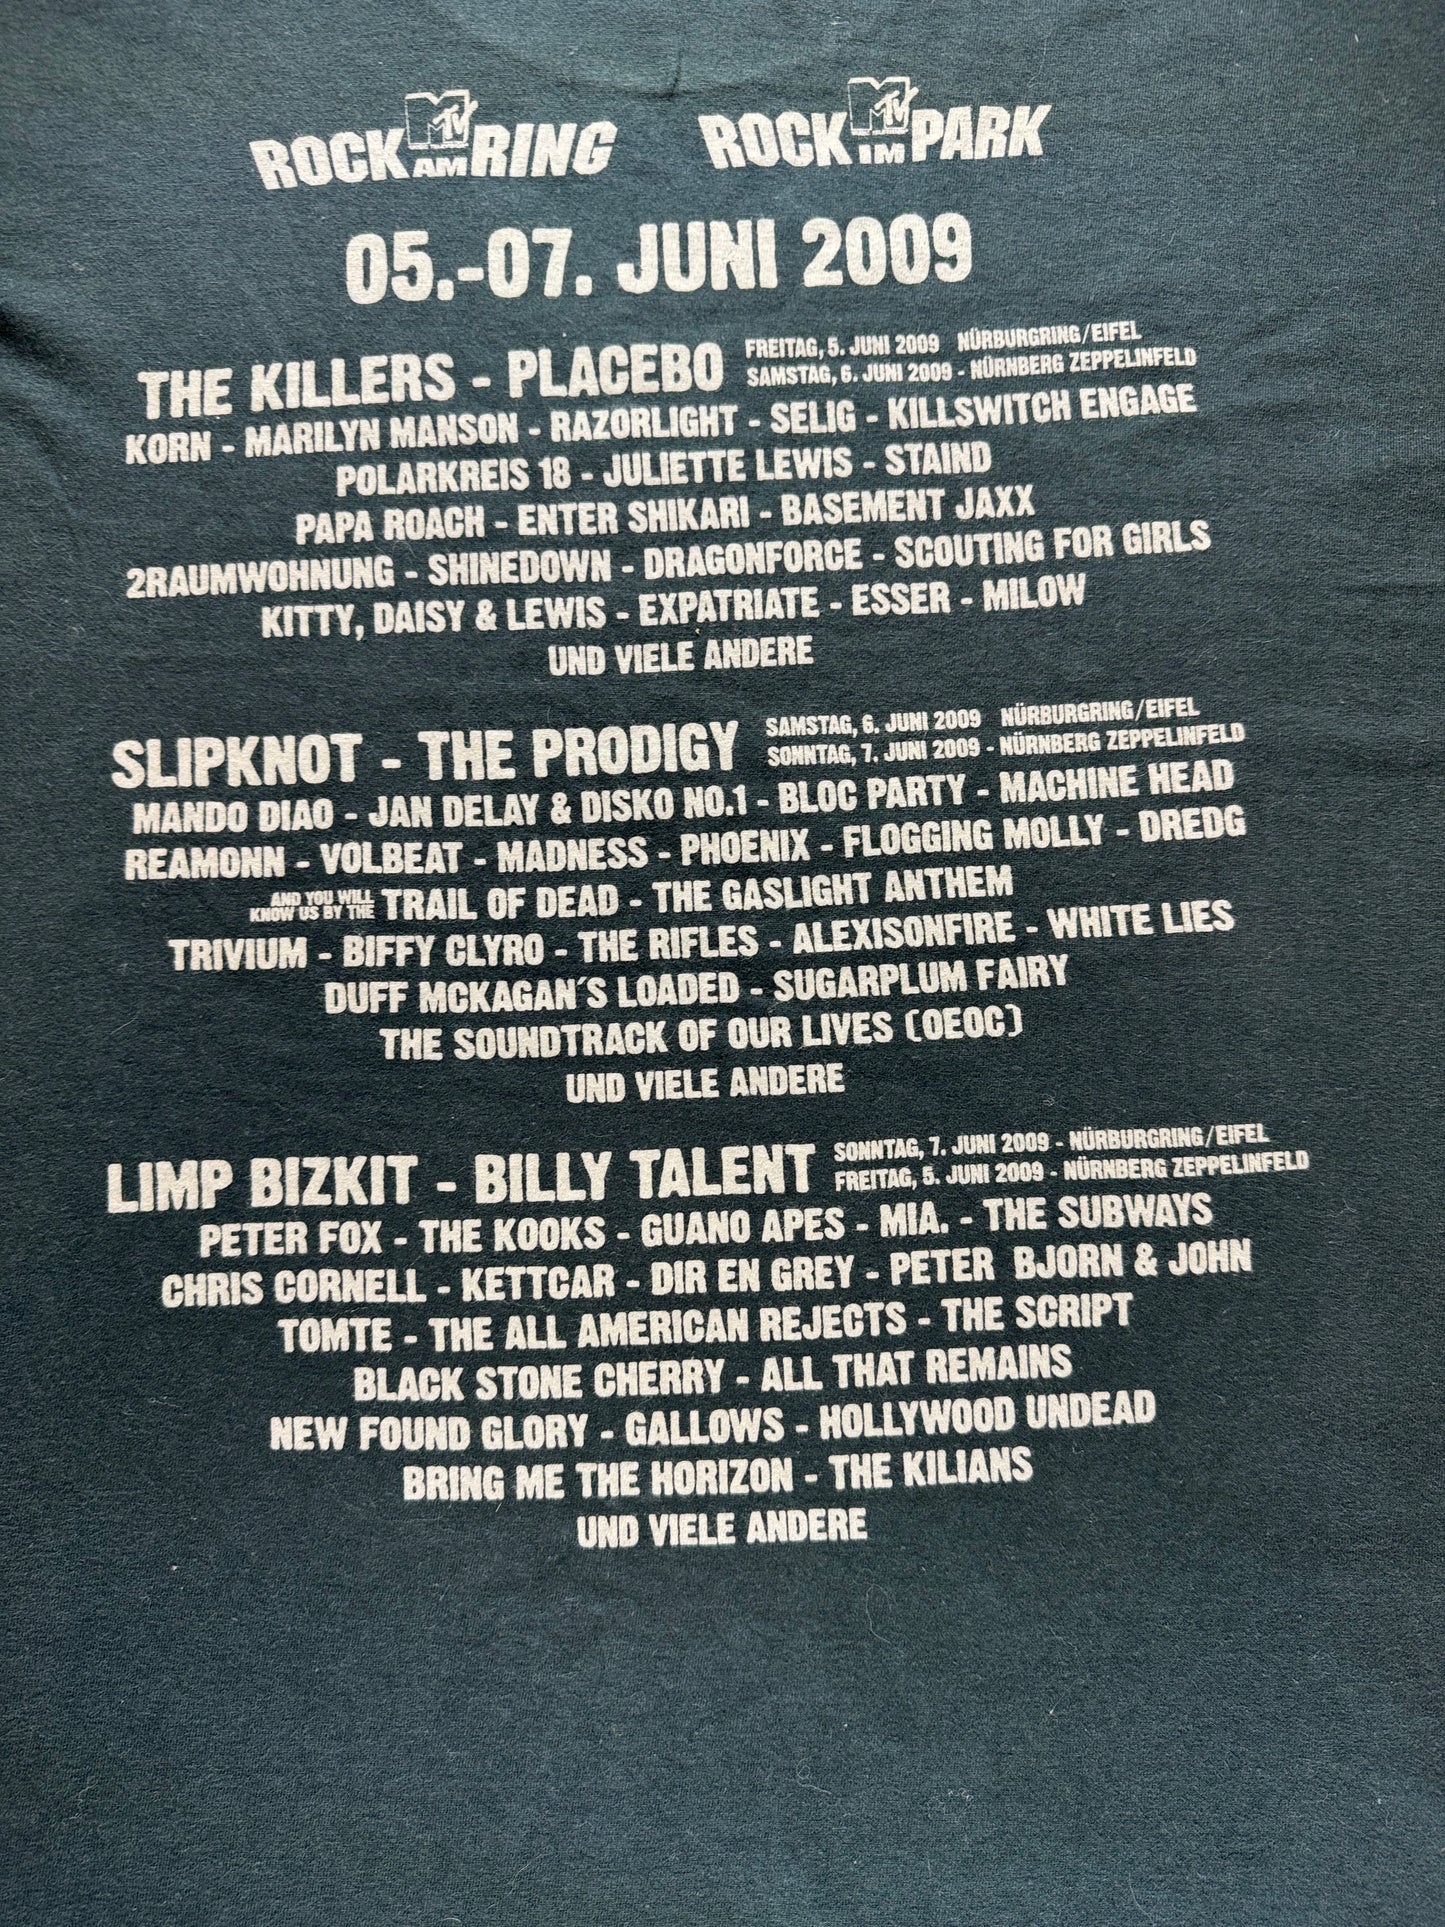 ROCK MTV AM RING ROCK MTV IM PARK
05.-07. JUNI 2009
THE KILLERS - PLACEBO
FREITAG, 5. JUNI 2009 NÜRBURGRING/EIFEL
SAMSTAG, 6. JUNI 2009 - NÜRNBERG ZEPPELINFELD
KORN - MARILYN MANSON - RAZORLIGHT - SELIG - KILLSWITCH ENGAGE
POLARKREIS 18 - JULIETTE LEWIS - STAIND
PAPA ROACH - ENTER SHIKARI - BASEMENT JAXX
2RAUMWOHNUNG - SHINEDOWN - DRAGONFORCE - SCOUTING FOR GIRLS
KITTY, DAISY & LEWIS - EXPATRIATE - ESSER - MILOW
UND VIELE ANDERE
SLIPKNOT - THE PRODIGY
SAMSTAG, 6. JUNI 2009 NÜRBURGRING/EIFEL
SONNTAG, 7. JUNI 2009 - NÜRNBERG ZEPPELINFELD
MANDO DIAO - JAN DELAY & DISKO NO.1 - BLOC PARTY - MACHINE HEAD
REAMONN - VOLBEAT - MADNESS - PHOENIX - FLOGGING MOLLY - DREDG
AND YOU WILL
KNOW US BY THE TRAIL OF DEAD - THE GASLIGHT ANTHEM
TRIVIUM - BIFFY CLYRO - THE RIFLES - ALEXISONFIRE - WHITE LIES
DUFF MCKAGAN´S LOADED - SUGARPLUM FAIRY
THE SOUNDTRACK OF OUR LIVES (OEOC)
UND VIELE ANDERE
LIMP BIZKIT - BILLY TALENT
SONNTAG, 7. JUNI 2009 - NÜRBURGRING/EIFEL
FREITAG, 5. JUNI 2009 - NÜRNBERG ZEPPELINFELD
PETER FOX - THE KOOKS - GUANO APES - MIA. - THE SUBWAYS
CHRIS CORNELL - KETTCAR - DIR EN GREY - PETER BJORN & JOHN
TOMTE - THE ALL AMERICAN REJECTS - THE SCRIPT
BLACK STONE CHERRY - ALL THAT REMAINS
NEW FOUND GLORY - GALLOWS - HOLLYWOOD UNDEAD
BRING ME THE HORIZON - THE KILIANS
UND VIELE ANDERE